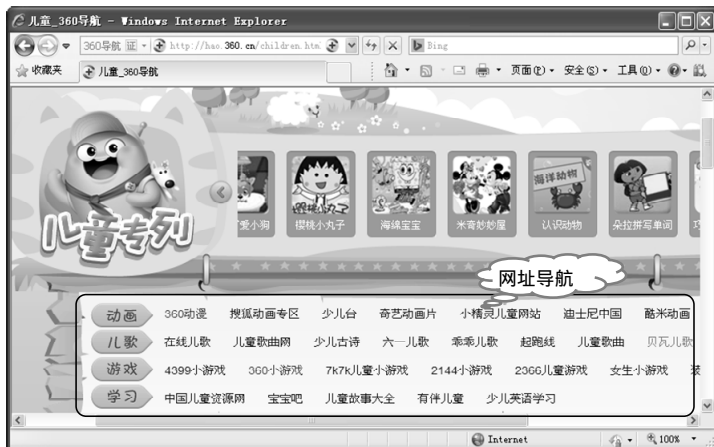 儿童_360导航 - Windows Internet Explorer
360导航 证 http://hao.360.cn/children.html Bing
收藏夹 儿童_360导航 页面(P) 安全(S) 工具(O)
儿童专列
海洋动物
可爱小狗 樱桃小丸子 海绵宝宝 米奇妙妙屋 认识动物 朵拉拼写单词
网址导航
动画 360动漫 搜狐动画专区 少儿台 奇艺动画片 小精灵儿童网站 迪士尼中国 酷米动画
儿歌 在线儿歌 儿童歌曲网 少儿古诗 六一儿歌 乖乖儿歌 起跑线 儿童歌曲 贝瓦儿歌
游戏 4399小游戏 360小游戏 7k7k儿童小游戏 2144小游戏 2366儿童游戏 女生小游戏
学习 中国儿童资源网 宝宝吧 儿童故事大全 有伴儿童 少儿英语学习
Internet 100%